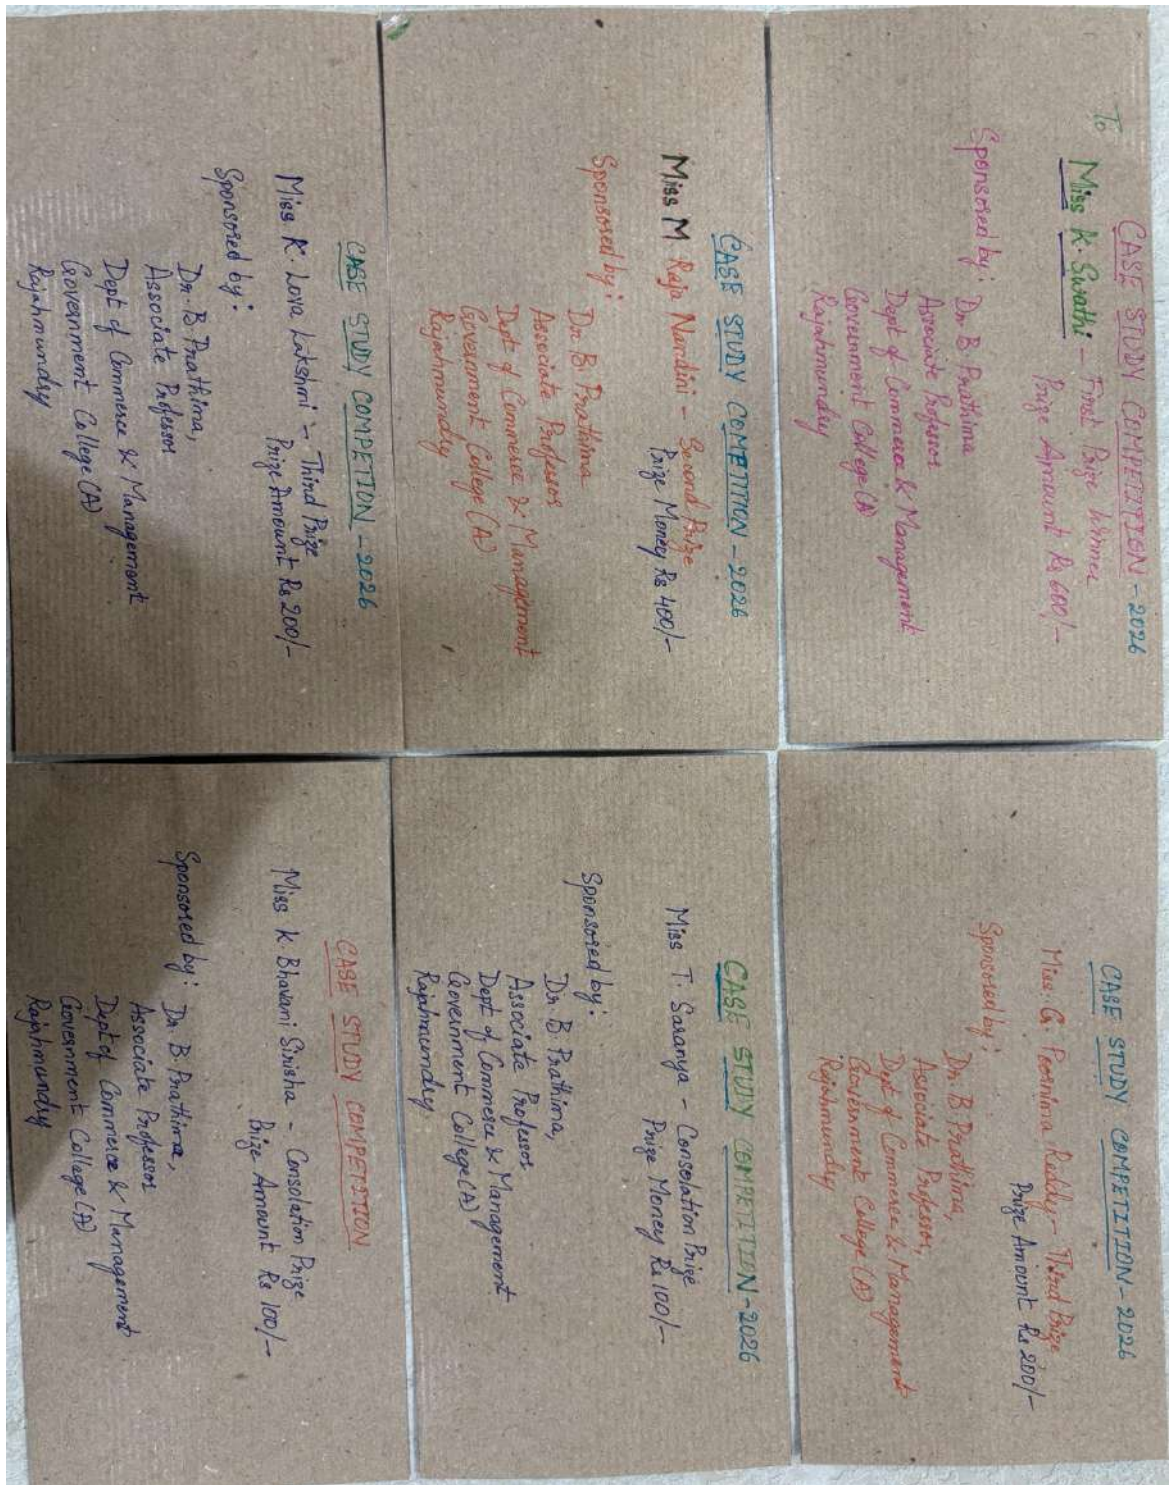 CASE STUDY COMPETITION - 2026
To
Miss K. Swathi - First Prize Winner
Prize Amount Rs 600/-
Sponsored by: Dr. B. Prathima
Associate Professor
Dept of Commerce & Management
Government College (A)
Rajahmundry
CASE STUDY COMPETITION - 2026
Miss. G. Poornima Reddy - Third Prize
Prize Amount Rs 200/-
Sponsored by:
Dr. B Prathima,
Associate Professor,
Dept of Commerce & Management
Government College (A)
Rajahmundry
CASE STUDY COMETITION - 2026
Miss M Raja Nandini - Second Prize
Prize Money Rs 400/-
Sponsored by:
Dr. B. Prathima
Associate Professor
Dept of Commerce & Management
Government College (A)
Rajahmundry
CASE STUDY COMPETITION - 2026
Miss T. Saranya - Consolation Prize
Prize Money Rs 100/-
Sponsored by:
Dr. B. Prathima,
Associate Professor
Dept of Commerce & Management
Government College (A)
Rajahmundry
CASE STUDY COMPETION - 2026
Miss K. Lova Lakshmi - Third Prize
Prize Amount Rs 200/-
Sponsored by:
Dr. B Prathima,
Associate Professor
Dept of Commerce & Management
Government College (A)
Rajahmundry
CASE STUDY COMPETITION
Miss K. Bhavani Sirisha - Consolation Prize
Prize Amount Rs 100/-
Sponsored by: Dr. B. Prathima,
Associate Professor
Dept of Commerce & Management
Government College (A)
Rajahmundry